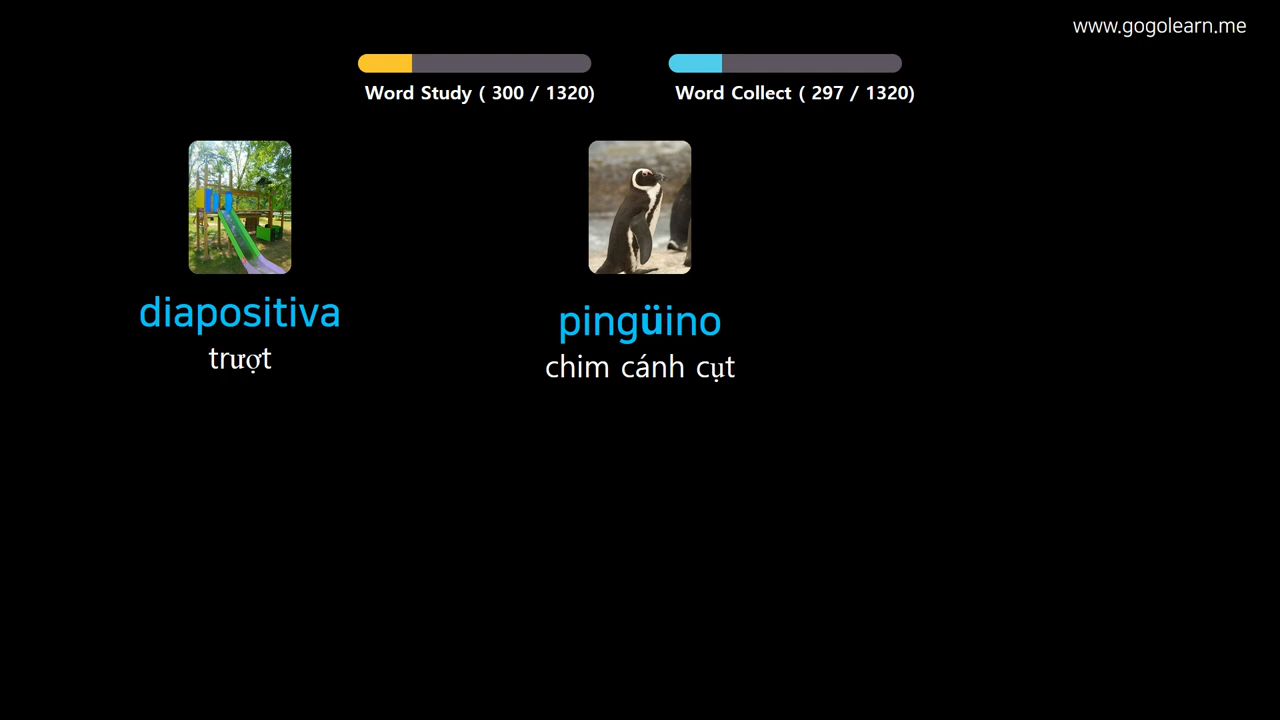 www.gogolearn.me
Word Study ( 300 / 1320)
Word Collect ( 297 / 1320)
diapositiva
trượt
pingüino
chim cánh cụt